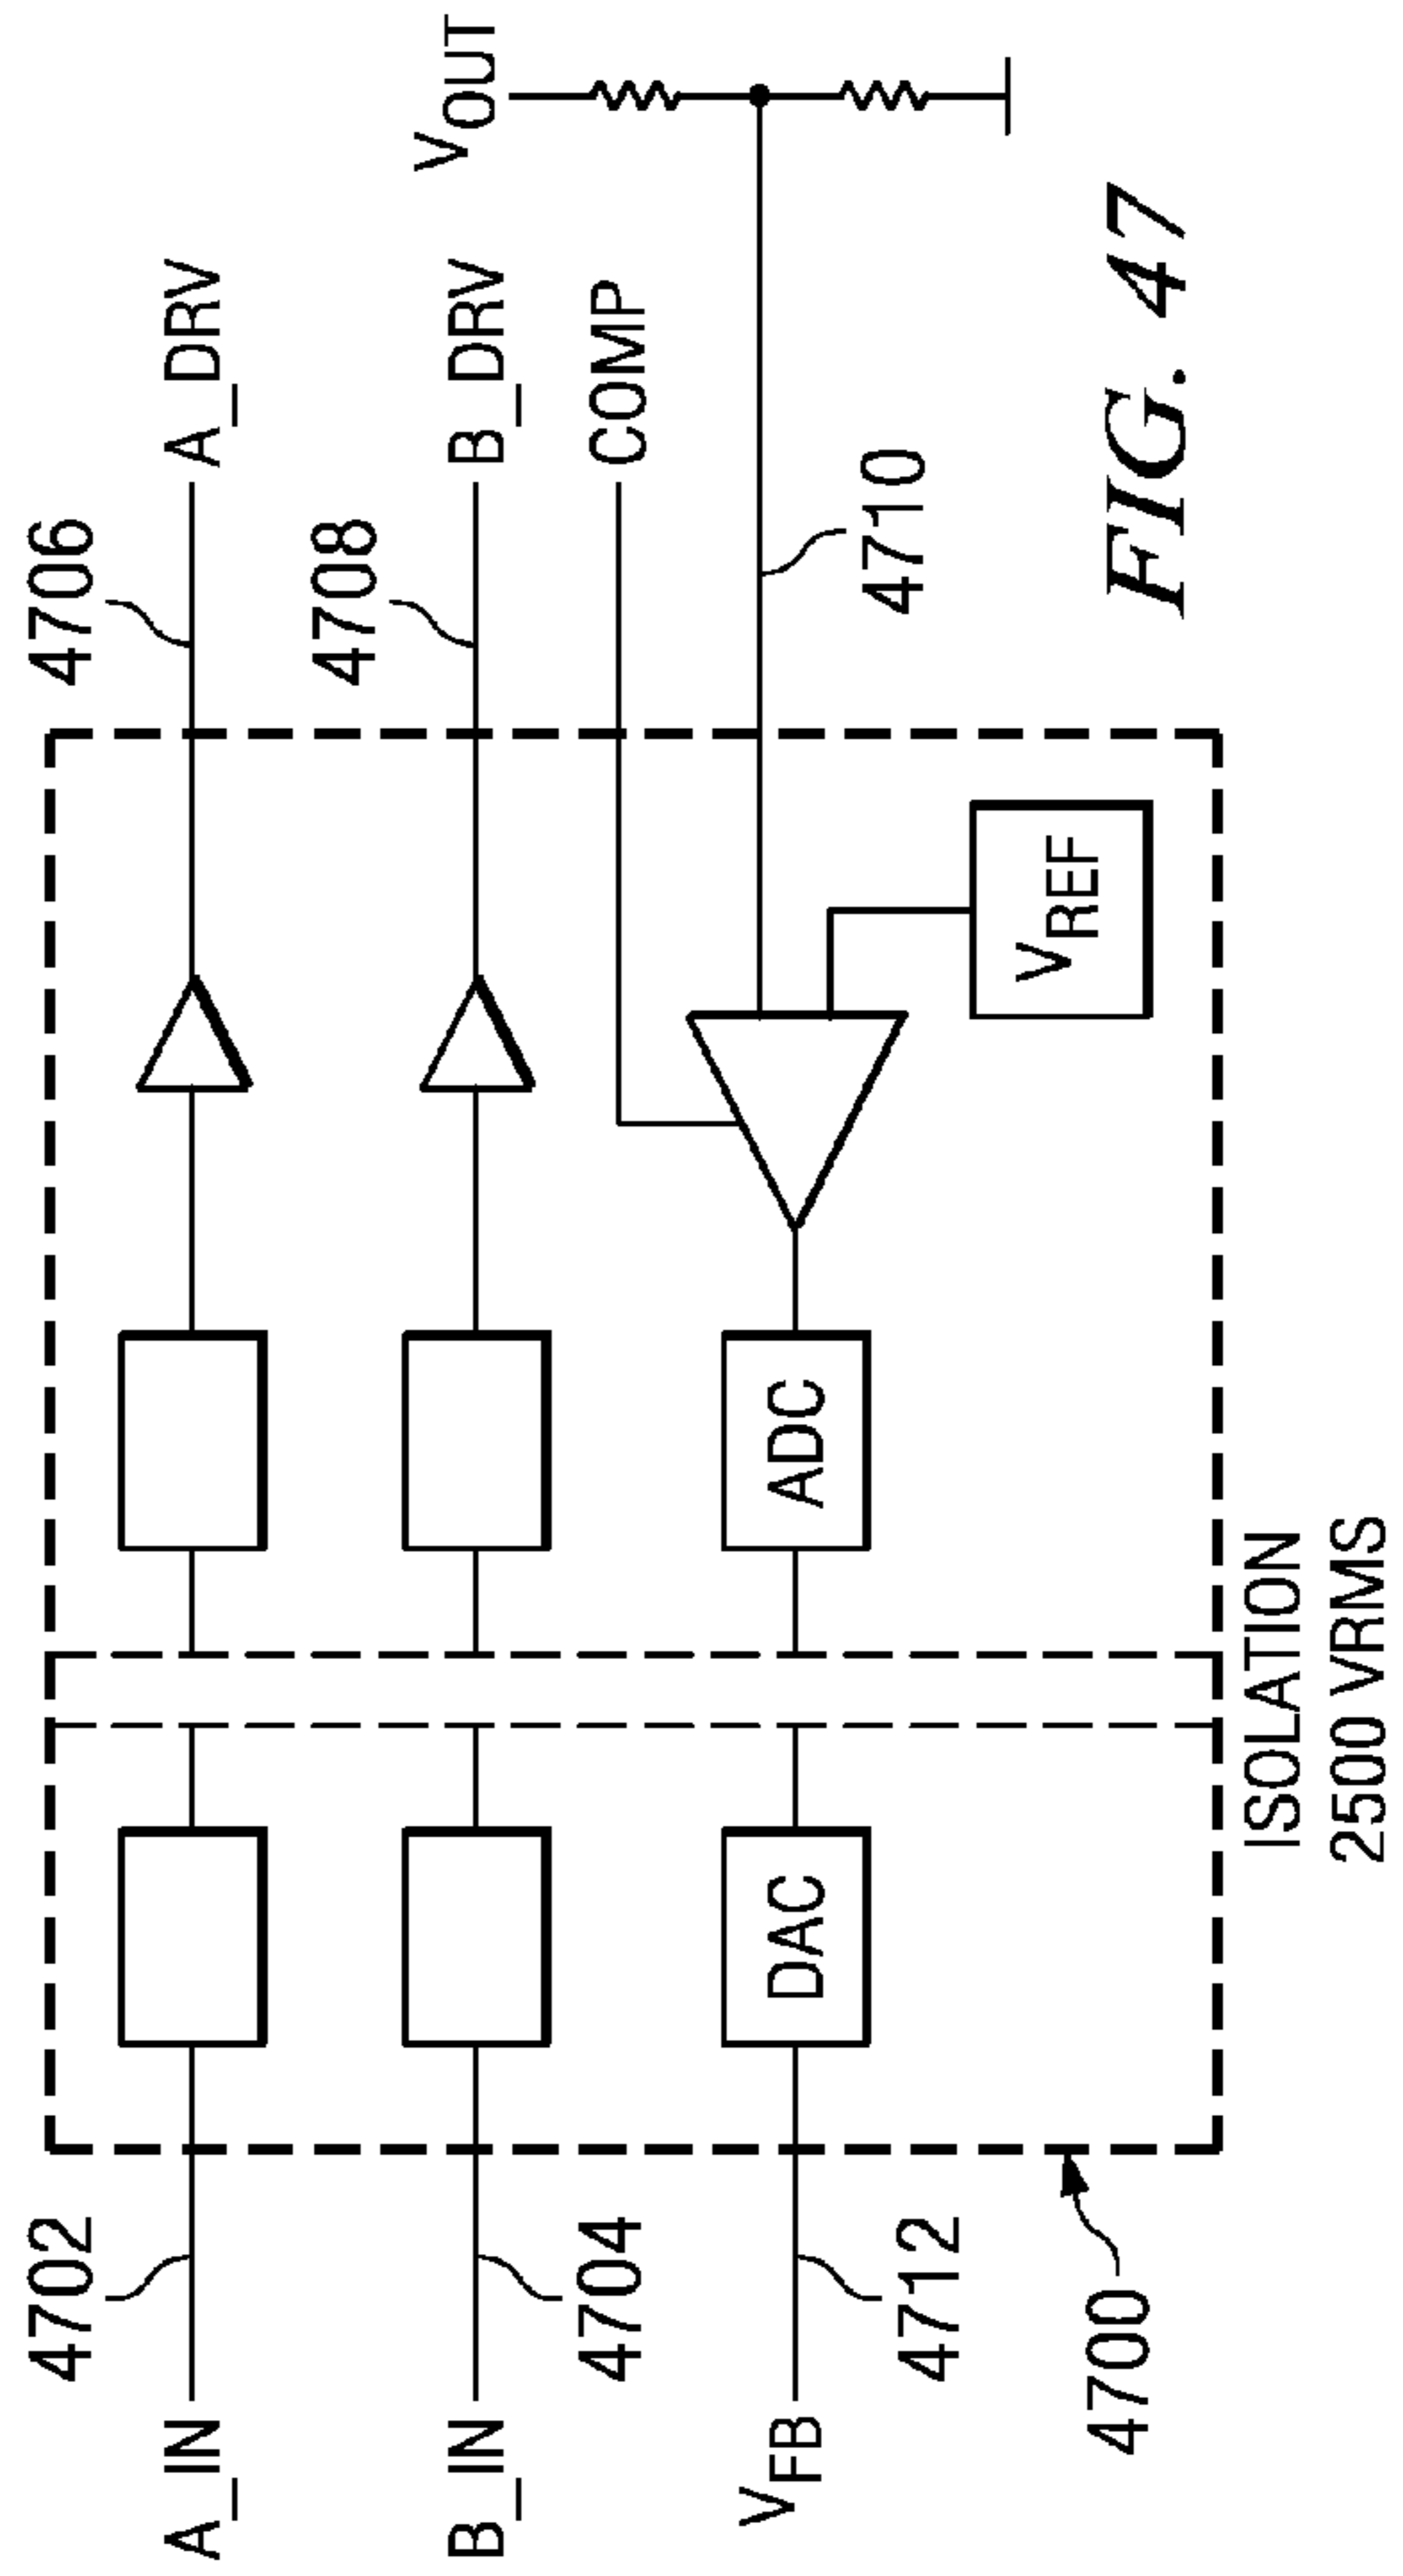 4702
4706
A_IN
A_DRV
4708
B_IN
B_DRV
4704
COMP
VOUT
VFB
DAC
ADC
4712
4710
VREF
4700
ISOLATION
2500 VRMS
FIG. 47